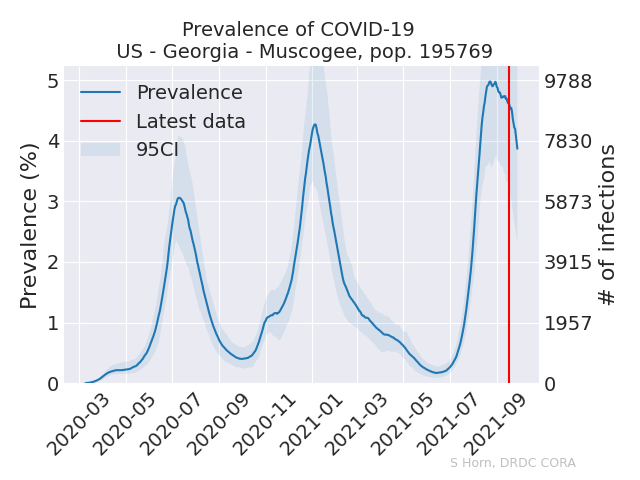 Prevalence of COVID-19
US - Georgia - Muscogee, pop. 195769
Prevalence
Latest data
95CI
Prevalence (%)
5
4
3
2
1
0
9788
7830
5873
3915
1957
0
# of infections
2020-03
2020-05
2020-07
2020-09
2020-11
2021-01
2021-03
2021-05
2021-07
2021-09
S Horn, DRDC CORA